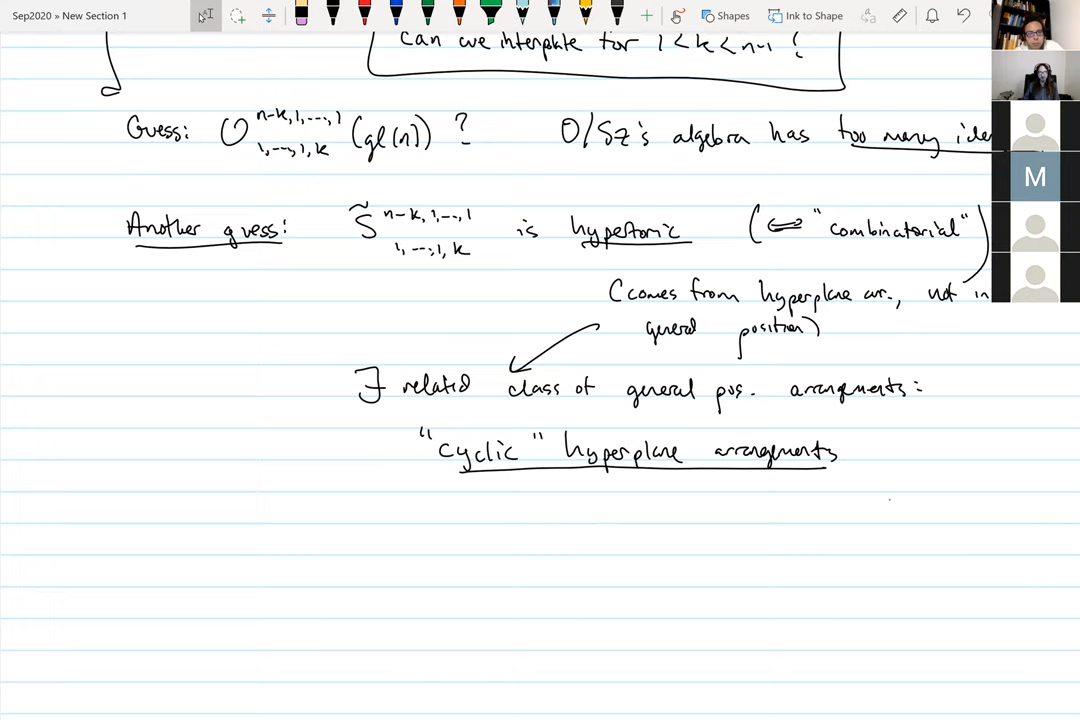 Sep2020 » New Section 1
Shapes
Ink to Shape
Can we interplate for 1 < k < n-1 ?
Guess: O^{n-k,1,...,1}_{1,...,1,k} (gl(n)) ? O/Sz's algebra has too many ide
Another guess: S̃^{n-k,1,...,1}_{1,...,1,k} is hypertoric (⟸ "combinatorial")
(comes from hyperplane arr., not in
general position)
∃ related class of general pos. arrangements:
"cyclic" hyperplane arrangements
M